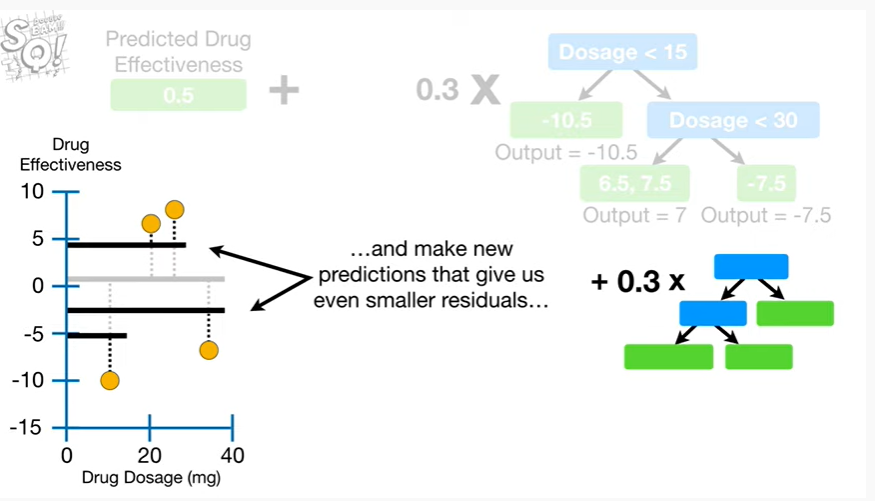 SQ!
Predicted Drug
Effectiveness
0.5
+
0.3 X
Dosage < 15
-10.5
Output = -10.5
Dosage < 30
6.5, 7.5
-7.5
Output = 7
Output = -7.5
Drug
Effectiveness
10
5
0
-5
-10
-15
0
20
40
Drug Dosage (mg)
…and make new
predictions that give us
even smaller residuals…
+ 0.3 x